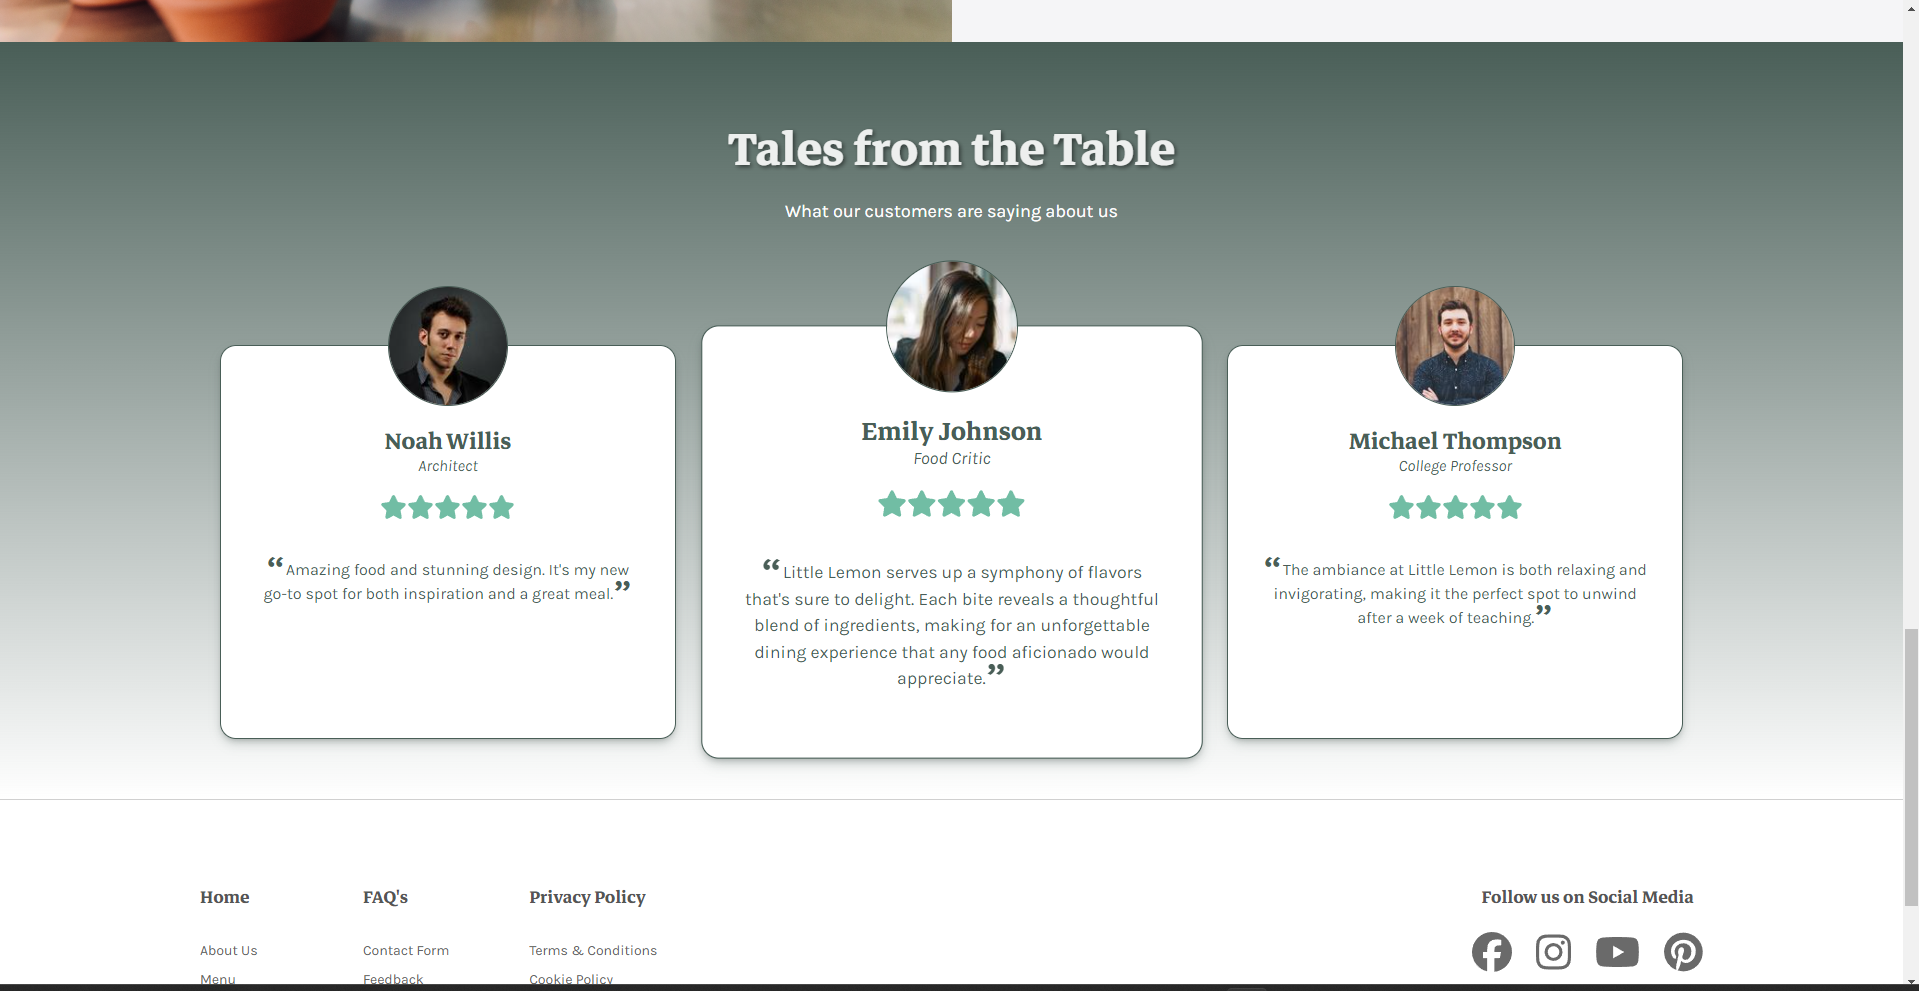 Tales from the Table
What our customers are saying about us
Noah Willis
Architect
“Amazing food and stunning design. It's my new
go-to spot for both inspiration and a great meal.”
Emily Johnson
Food Critic
“Little Lemon serves up a symphony of flavors
that's sure to delight. Each bite reveals a thoughtful
blend of ingredients, making for an unforgettable
dining experience that any food aficionado would
appreciate.”
Michael Thompson
College Professor
“The ambiance at Little Lemon is both relaxing and
invigorating, making it the perfect spot to unwind
after a week of teaching.”
Home
About Us
Menu
FAQ's
Contact Form
Feedback
Privacy Policy
Terms & Conditions
Cookie Policy
Follow us on Social Media